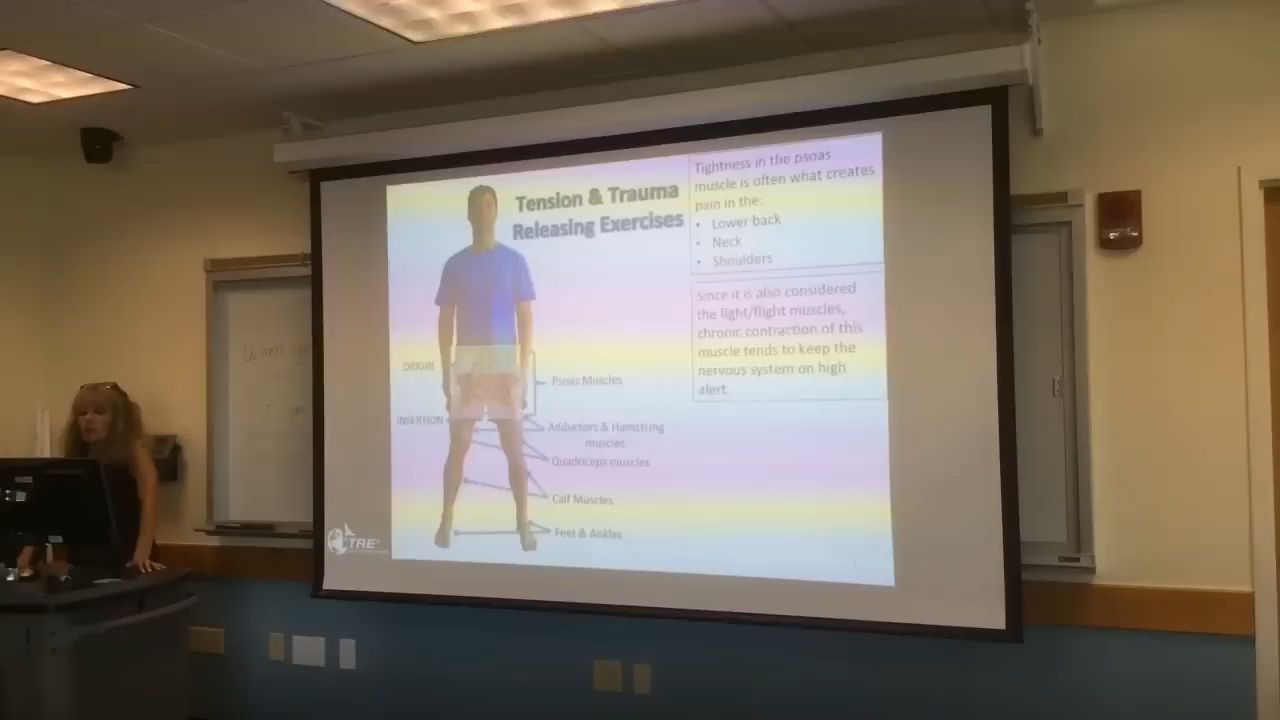 Tension & Trauma
Releasing Exercises
Tightness in the psoas
muscle is often what creates
pain in the:
• Lower back
• Neck
• Shoulders
Since it is also considered
the fight/flight muscles,
chronic contraction of this
muscle tends to keep the
nervous system on high
alert.
ORIGIN
Psoas Muscles
INSERTION
Adductors & Hamstring
muscles
Quadriceps muscles
Calf Muscles
Feet & Ankles
TRE
When